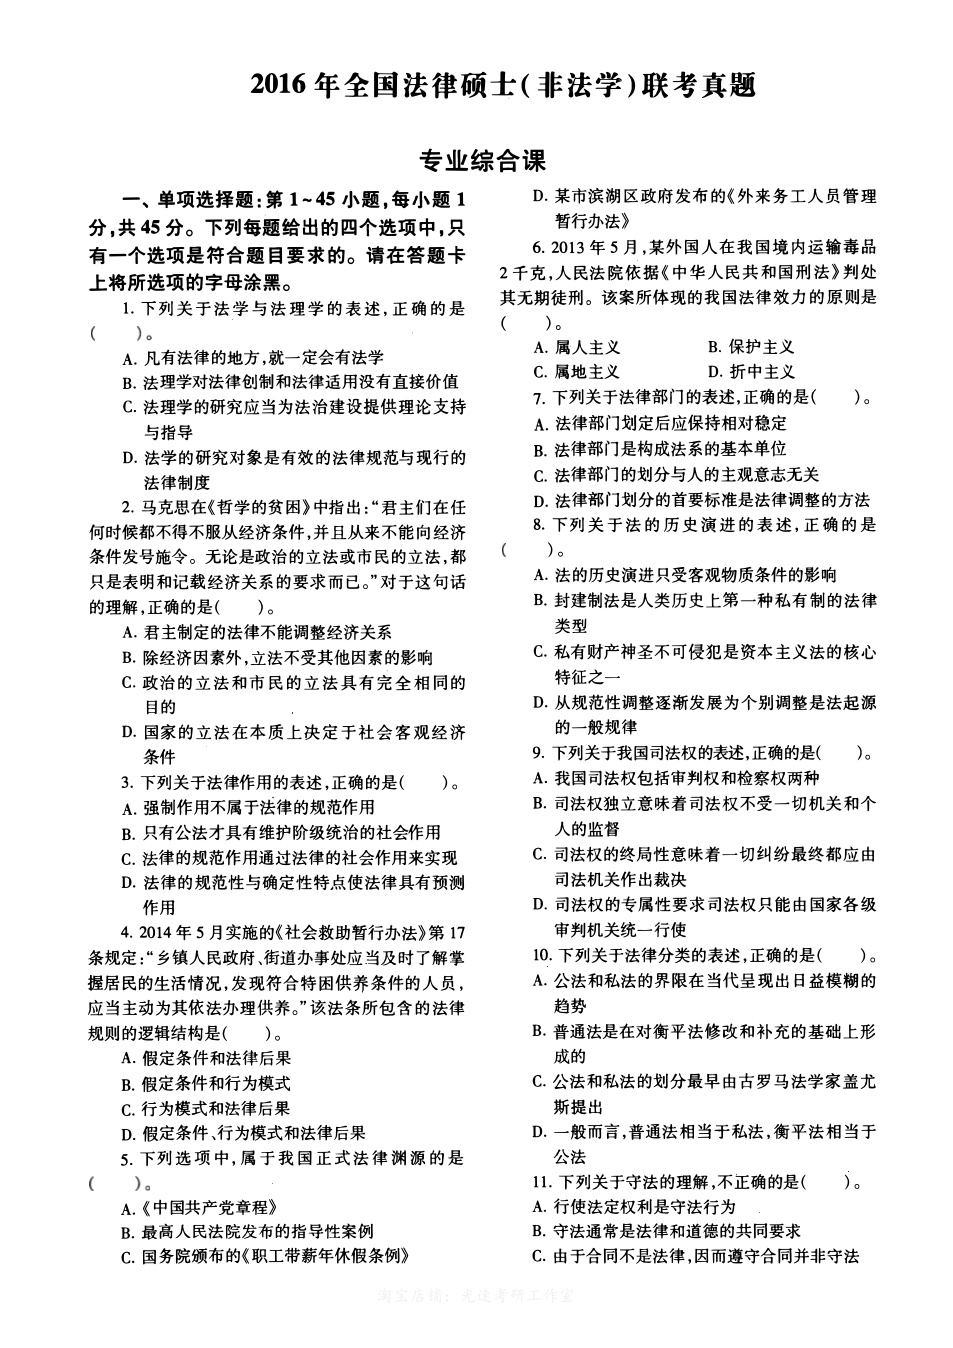 2016年全国法律硕士(非法学)联考真题
专业综合课
一、单项选择题:第1~45小题,每小题1
分,共45分。下列每题给出的四个选项中,只
有一个选项是符合题目要求的。请在答题卡
上将所选项的字母涂黑。
1. 下列关于法学与法理学的表述,正确的是
(　　)。
A. 凡有法律的地方,就一定会有法学
B. 法理学对法律创制和法律适用没有直接价值
C. 法理学的研究应当为法治建设提供理论支持
与指导
D. 法学的研究对象是有效的法律规范与现行的
法律制度
2. 马克思在《哲学的贫困》中指出:“君主们在任
何时候都不得不服从经济条件,并且从来不能向经济
条件发号施令。无论是政治的立法或市民的立法,都
只是表明和记载经济关系的要求而已。”对于这句话
的理解,正确的是(　　)。
A. 君主制定的法律不能调整经济关系
B. 除经济因素外,立法不受其他因素的影响
C. 政治的立法和市民的立法具有完全相同的
目的
D. 国家的立法在本质上决定于社会客观经济
条件
3. 下列关于法律作用的表述,正确的是(　　)。
A. 强制作用不属于法律的规范作用
B. 只有公法才具有维护阶级统治的社会作用
C. 法律的规范作用通过法律的社会作用来实现
D. 法律的规范性与确定性特点使法律具有预测
作用
4. 2014年5月实施的《社会救助暂行办法》第17
条规定:“乡镇人民政府、街道办事处应当及时了解掌
握居民的生活情况,发现符合特困供养条件的人员,
应当主动为其依法办理供养。”该法条所包含的法律
规则的逻辑结构是(　　)。
A. 假定条件和法律后果
B. 假定条件和行为模式
C. 行为模式和法律后果
D. 假定条件、行为模式和法律后果
5. 下列选项中,属于我国正式法律渊源的是
(　　)。
A.《中国共产党章程》
B. 最高人民法院发布的指导性案例
C. 国务院颁布的《职工带薪年休假条例》
D. 某市滨湖区政府发布的《外来务工人员管理
暂行办法》
6. 2013年5月,某外国人在我国境内运输毒品
2千克,人民法院依据《中华人民共和国刑法》判处
其无期徒刑。该案所体现的我国法律效力的原则是
(　　)。
A. 属人主义　　B. 保护主义
C. 属地主义　　D. 折中主义
7. 下列关于法律部门的表述,正确的是(　　)。
A. 法律部门划定后应保持相对稳定
B. 法律部门是构成法系的基本单位
C. 法律部门的划分与人的主观意志无关
D. 法律部门划分的首要标准是法律调整的方法
8. 下列关于法的历史演进的表述,正确的是
(　　)。
A. 法的历史演进只受客观物质条件的影响
B. 封建制法是人类历史上第一种私有制的法律
类型
C. 私有财产神圣不可侵犯是资本主义法的核心
特征之一
D. 从规范性调整逐渐发展为个别调整是法起源
的一般规律
9. 下列关于我国司法权的表述,正确的是(　　)。
A. 我国司法权包括审判权和检察权两种
B. 司法权独立意味着司法权不受一切机关和个
人的监督
C. 司法权的终局性意味着一切纠纷最终都应由
司法机关作出裁决
D. 司法权的专属性要求司法权只能由国家各级
审判机关统一行使
10. 下列关于法律分类的表述,正确的是(　　)。
A. 公法和私法的界限在当代呈现出日益模糊的
趋势
B. 普通法是在对衡平法修改和补充的基础上形
成的
C. 公法和私法的划分最早由古罗马法学家盖尤
斯提出
D. 一般而言,普通法相当于私法,衡平法相当于
公法
11. 下列关于守法的理解,不正确的是(　　)。
A. 行使法定权利是守法行为
B. 守法通常是法律和道德的共同要求
C. 由于合同不是法律,因而遵守合同并非守法
淘宝店铺：光速考研工作室